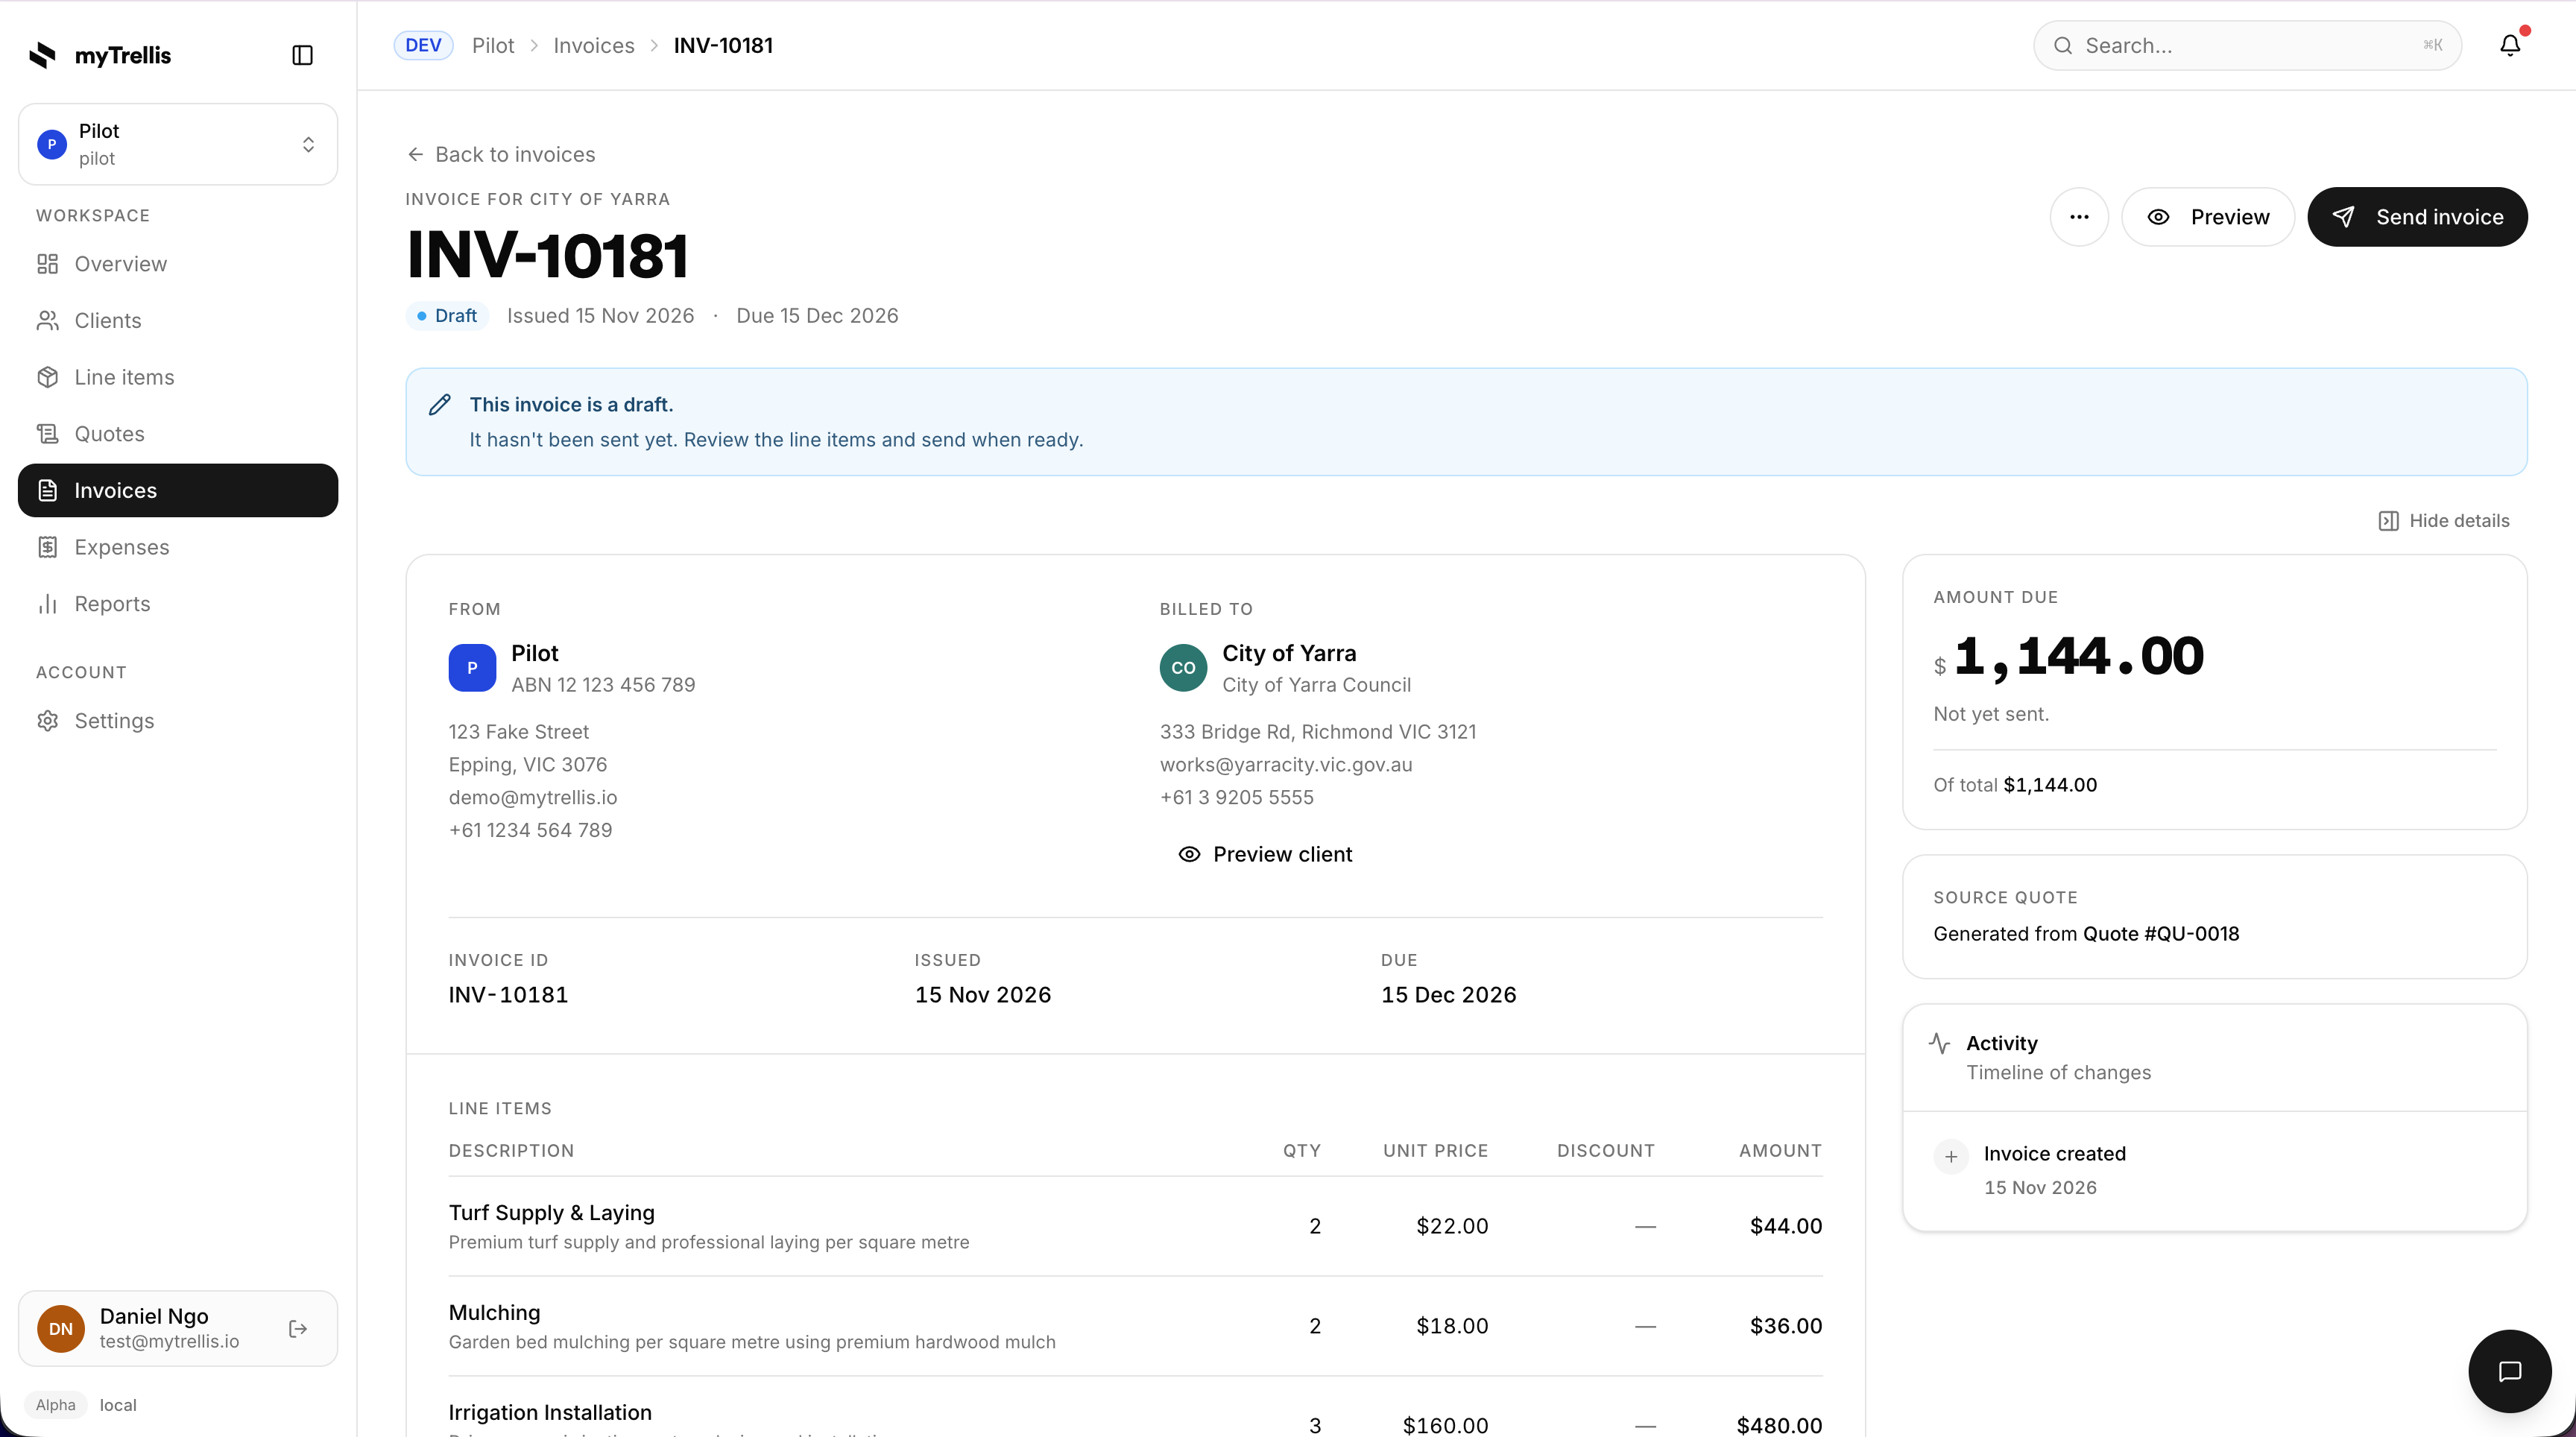 myTrellis
P
Pilot
pilot
WORKSPACE
Overview
Clients
Line items
Quotes
Invoices
Expenses
Reports
ACCOUNT
Settings
DN
Daniel Ngo
test@mytrellis.io
Alpha local
DEV Pilot Invoices INV-10181
Search... ⌘K
Back to invoices
INVOICE FOR CITY OF YARRA
INV-10181
Draft Issued 15 Nov 2026 · Due 15 Dec 2026
Preview
Send invoice
This invoice is a draft.
It hasn't been sent yet. Review the line items and send when ready.
Hide details
FROM
P
Pilot
ABN 12 123 456 789
123 Fake Street
Epping, VIC 3076
demo@mytrellis.io
+61 1234 564 789
BILLED TO
CO
City of Yarra
City of Yarra Council
333 Bridge Rd, Richmond VIC 3121
works@yarracity.vic.gov.au
+61 3 9205 5555
Preview client
INVOICE ID ISSUED DUE
INV-10181 15 Nov 2026 15 Dec 2026
LINE ITEMS
DESCRIPTION QTY UNIT PRICE DISCOUNT AMOUNT
Turf Supply & Laying
Premium turf supply and professional laying per square metre
2 $22.00 — $44.00
Mulching
Garden bed mulching per square metre using premium hardwood mulch
2 $18.00 — $36.00
Irrigation Installation
3 $160.00 — $480.00
AMOUNT DUE
$1,144.00
Not yet sent.
Of total $1,144.00
SOURCE QUOTE
Generated from Quote #QU-0018
Activity
Timeline of changes
Invoice created
15 Nov 2026